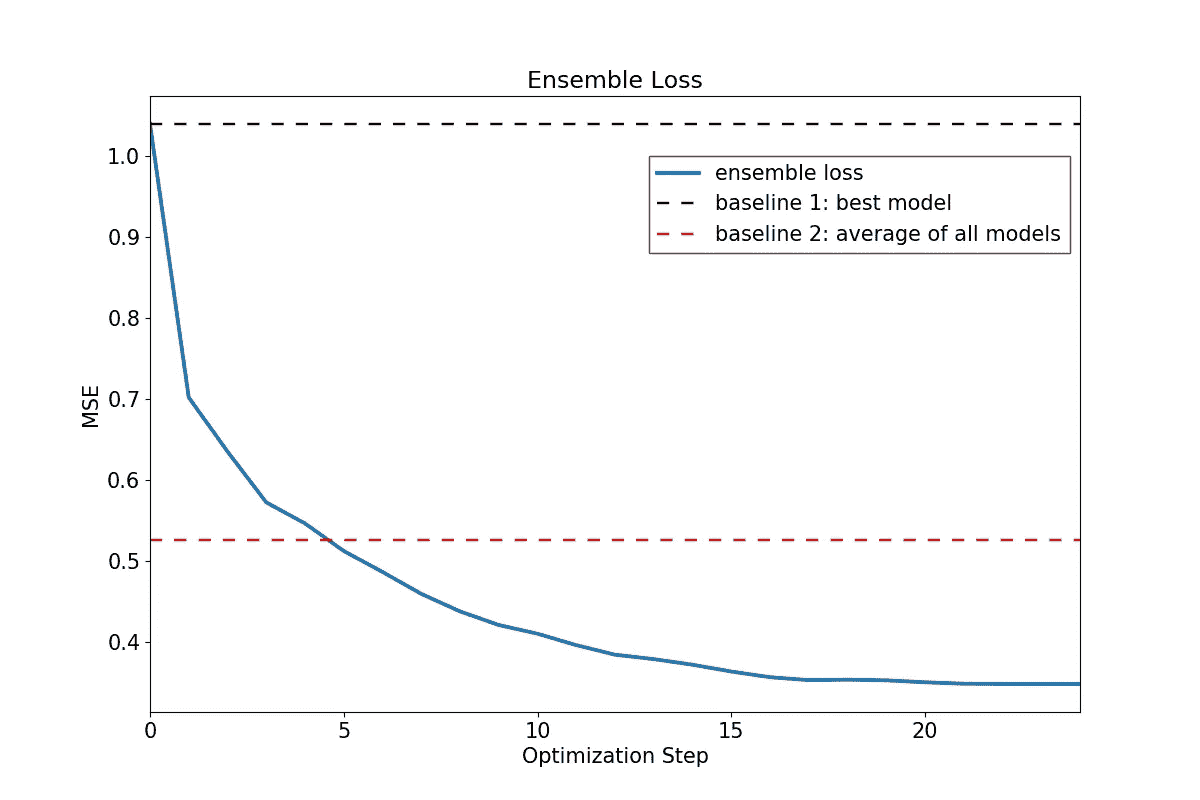 Ensemble Loss
1.0
0.9
0.8
0.7
0.6
0.5
0.4
MSE
ensemble loss
baseline 1: best model
baseline 2: average of all models
0 5 10 15 20
Optimization Step